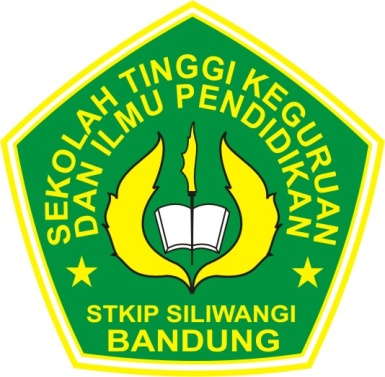 SEKOLAH TINGGI KEGURUAN
DAN ILMU PENDIDIKAN
STKIP SILIWANGI
BANDUNG